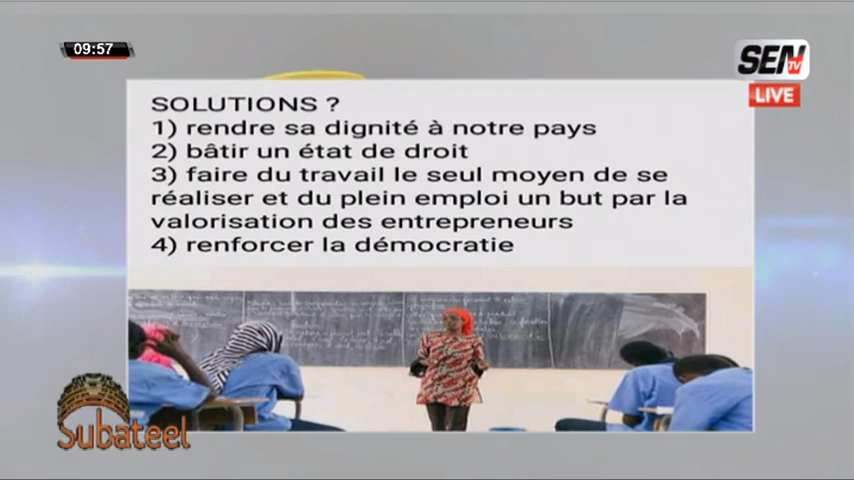 09:57
SEN TV
LIVE
SOLUTIONS ?
1) rendre sa dignité à notre pays
2) bâtir un état de droit
3) faire du travail le seul moyen de se
réaliser et du plein emploi un but par la
valorisation des entrepreneurs
4) renforcer la démocratie
Subateel